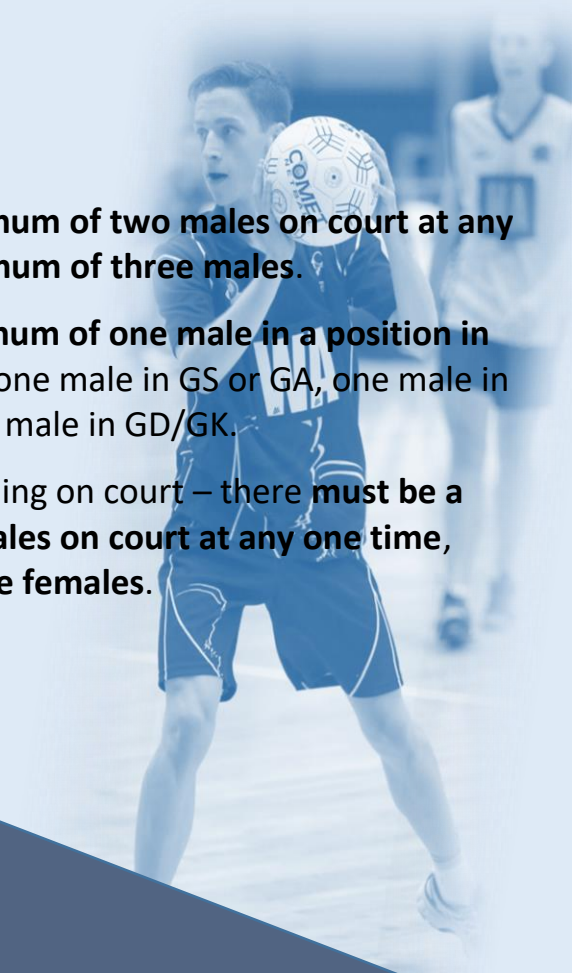 COMET
num of two males on court at any
num of three males.
num of one male in a position in
one male in GS or GA, one male in
male in GD/GK.
ing on court – there must be a
ales on court at any one time,
e females.
WA